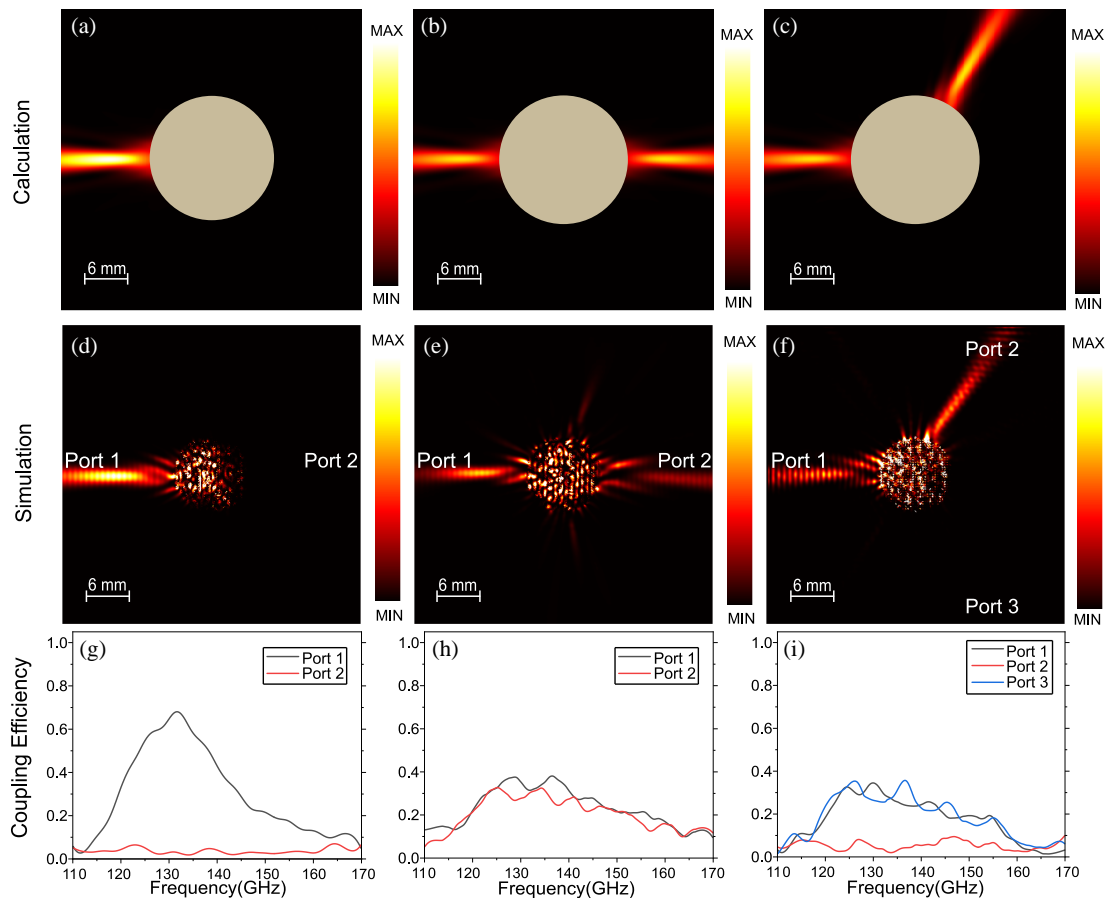 Calculation
(a)
MAX
MIN
6 mm
(b)
MAX
MIN
6 mm
(c)
MAX
MIN
6 mm
Simulation
(d)
Port 1
Port 2
MAX
MIN
6 mm
(e)
Port 1
Port 2
MAX
MIN
6 mm
(f)
Port 1
Port 2
Port 3
MAX
MIN
6 mm
Coupling Efficiency
(g)
Port 1
Port 2
1.0
0.8
0.6
0.4
0.2
0.0
110 120 130 140 150 160 170
Frequency(GHz)
(h)
Port 1
Port 2
1.0
0.8
0.6
0.4
0.2
0.0
110 120 130 140 150 160 170
Frequency(GHz)
(i)
Port 1
Port 2
Port 3
1.0
0.8
0.6
0.4
0.2
0.0
110 120 130 140 150 160 170
Frequency(GHz)